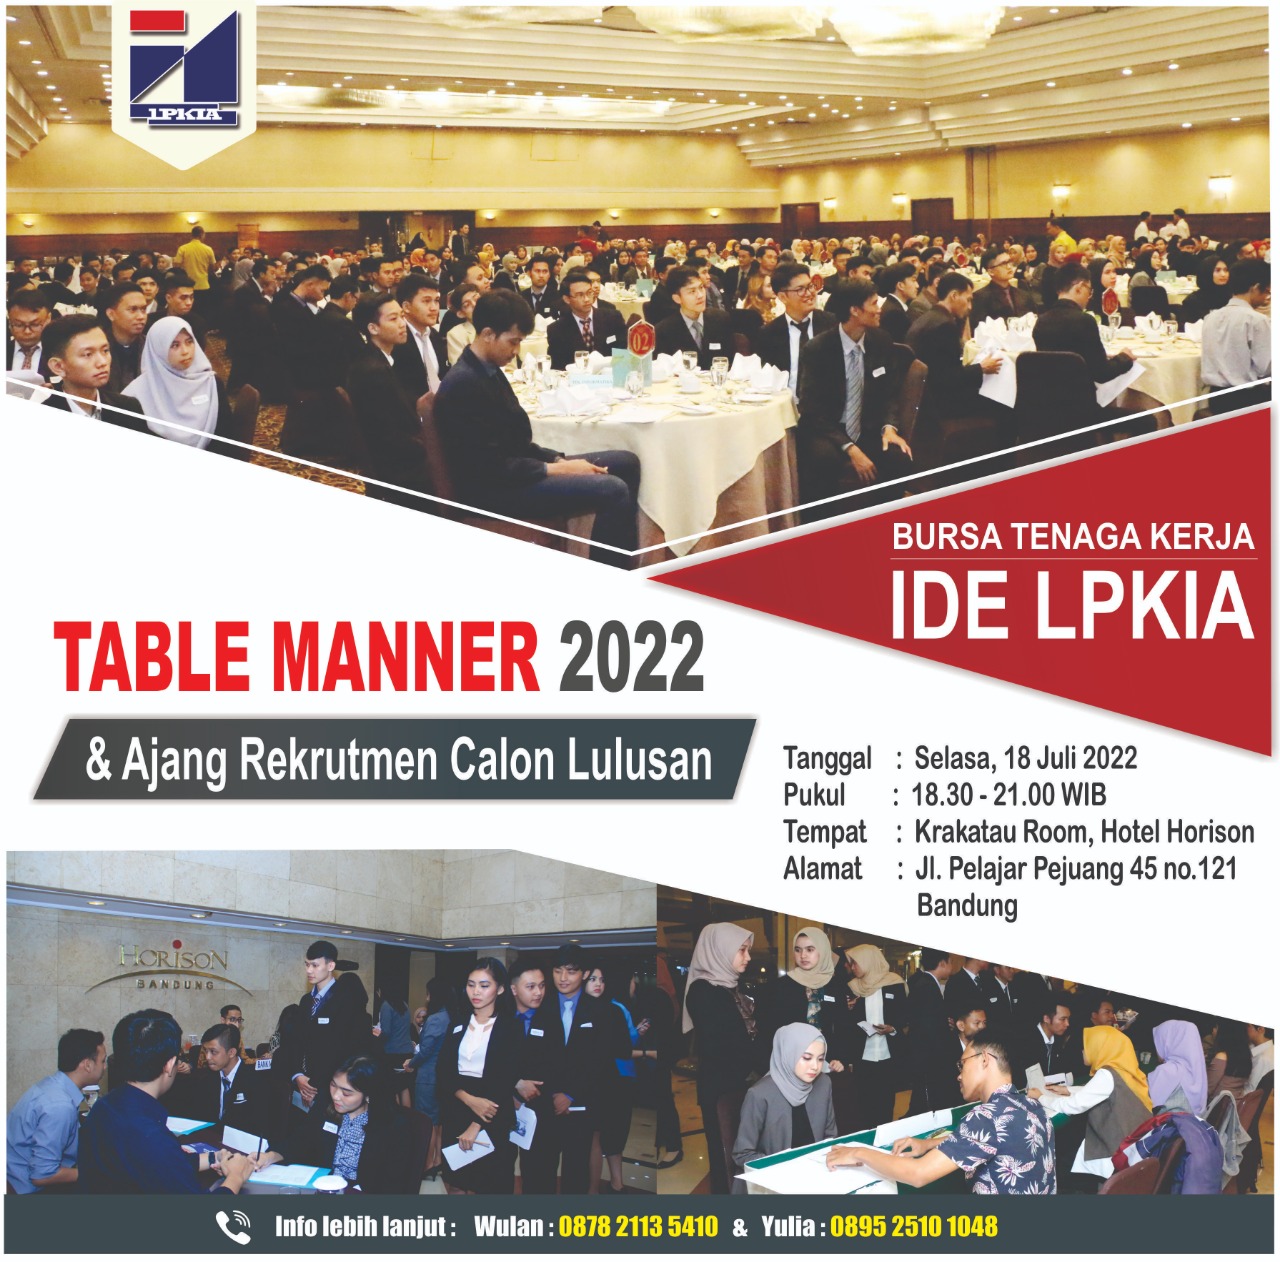 LPKIA
02
BURSA TENAGA KERJA
IDE LPKIA
TABLE MANNER 2022
& Ajang Rekrutmen Calon Lulusan
Tanggal : Selasa, 18 Juli 2022
Pukul : 18.30 - 21.00 WIB
Tempat : Krakatau Room, Hotel Horison
Alamat : Jl. Pelajar Pejuang 45 no.121
Bandung
HORISON
BANDUNG
Info lebih lanjut : Wulan : 0878 2113 5410 & Yulia : 0895 2510 1048